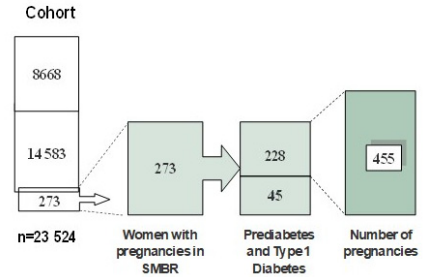 Cohort
8668
14 583
273
n=23 524
273
Women with
pregnancies in
SMBR
228
45
Prediabetes
and Type1
Diabetes
455
Number of
pregnancies